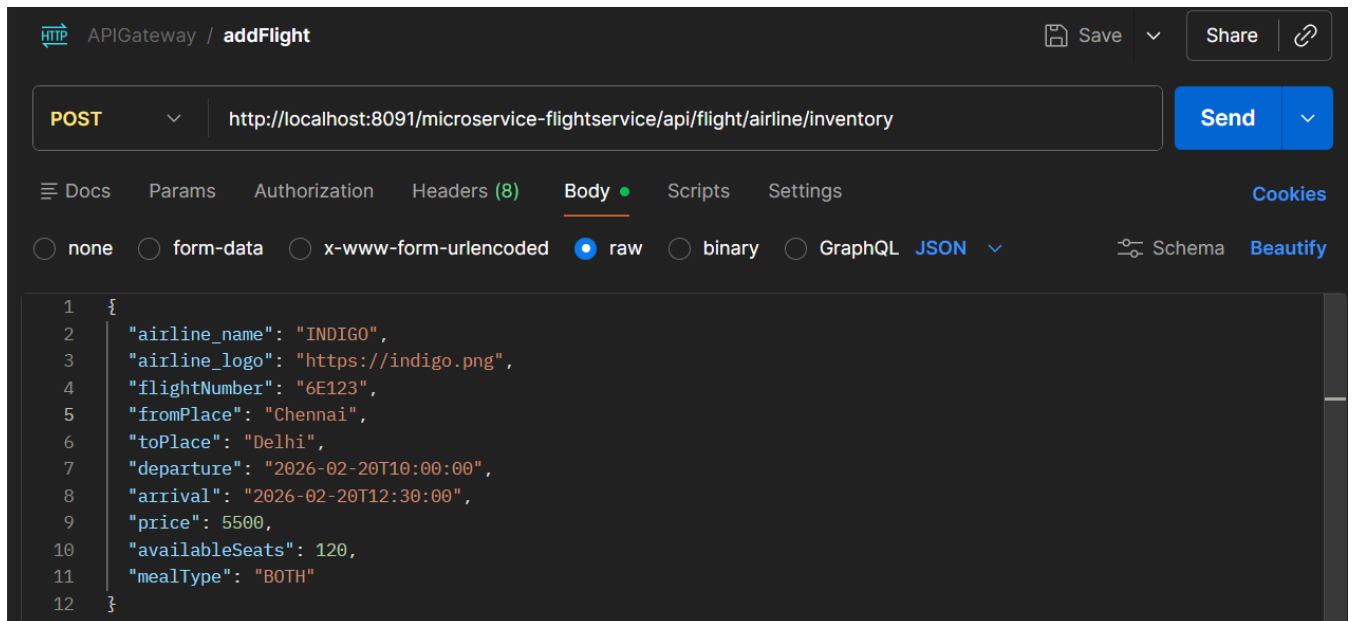 HTTP APIGateway / addFlight Save Share
POST http://localhost:8091/microservice-flightservice/api/flight/airline/inventory Send
Docs Params Authorization Headers (8) Body Scripts Settings Cookies
none form-data x-www-form-urlencoded raw binary GraphQL JSON Schema Beautify
1 {
2 "airline_name": "INDIGO",
3 "airline_logo": "https://indigo.png",
4 "flightNumber": "6E123",
5 "fromPlace": "Chennai",
6 "toPlace": "Delhi",
7 "departure": "2026-02-20T10:00:00",
8 "arrival": "2026-02-20T12:30:00",
9 "price": 5500,
10 "availableSeats": 120,
11 "mealType": "BOTH"
12 }